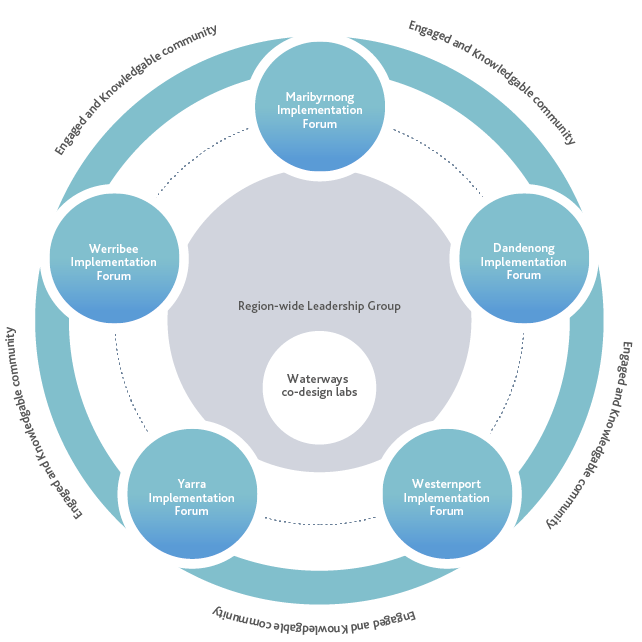 Engaged and Knowledgable community
Engaged and Knowledgable community
Maribyrnong
Implementation
Forum
Werribee
Implementation
Forum
Dandenong
Implementation
Forum
Region-wide Leadership Group
Waterways
co-design labs
Engaged and Knowledgable community
Engaged and Knowledgable community
Yarra
Implementation
Forum
Westernport
Implementation
Forum
Engaged and Knowledgable community